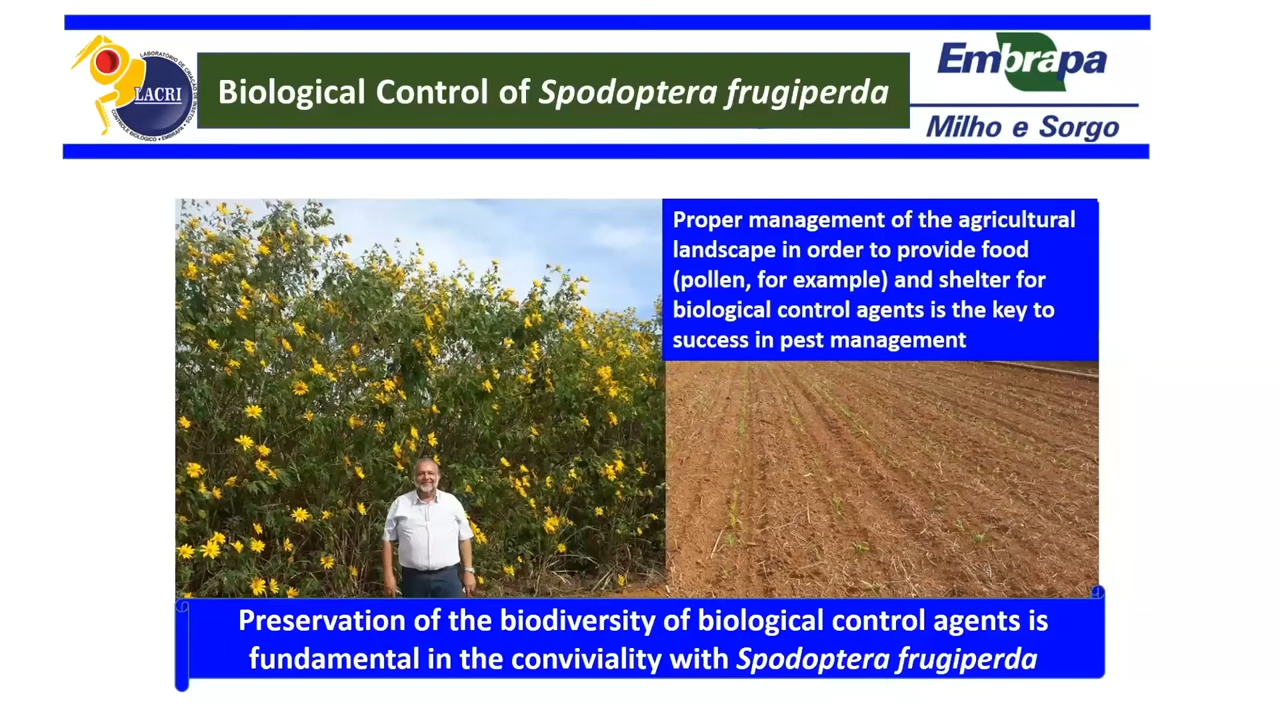 LACRI
Biological Control of Spodoptera frugiperda
Embrapa
Milho e Sorgo
Proper management of the agricultural
landscape in order to provide food
(pollen, for example) and shelter for
biological control agents is the key to
success in pest management
Preservation of the biodiversity of biological control agents is
fundamental in the conviviality with Spodoptera frugiperda